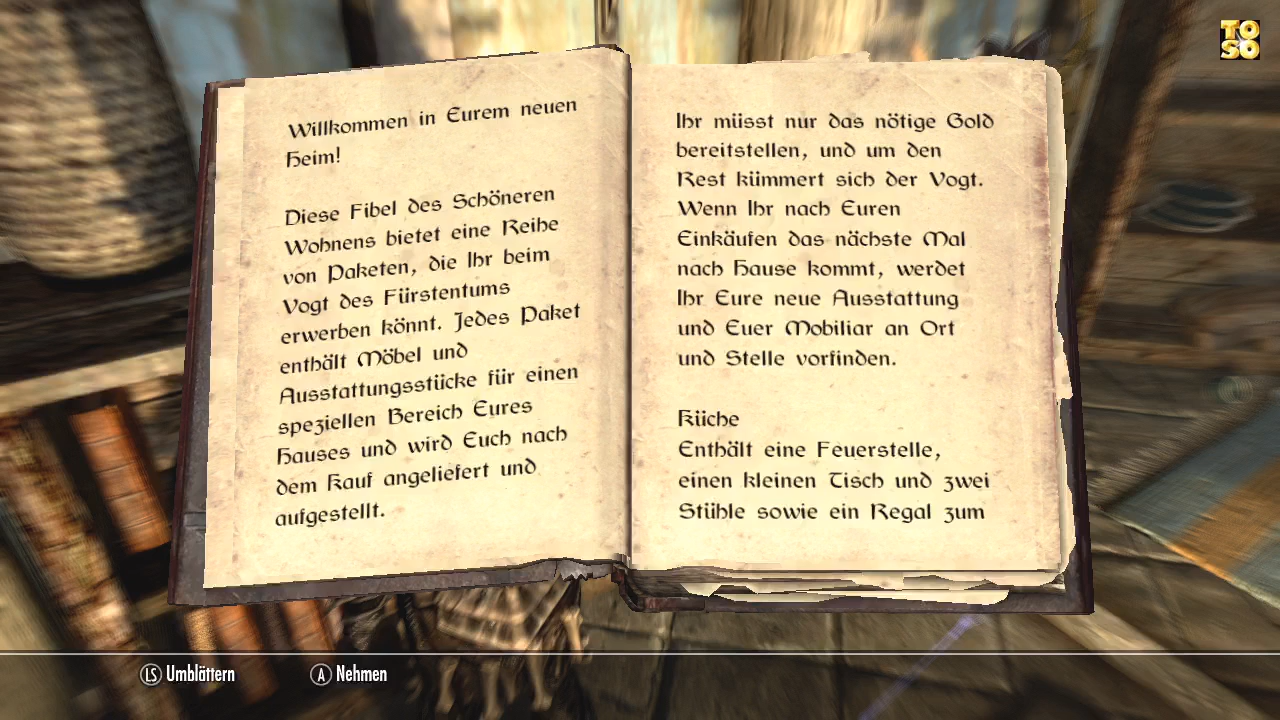 TO
SO
Willkommen in Eurem neuen
Heim!
Diese Fibel des Schöneren
Wohnens bietet eine Reihe
von Paketen, die Ihr beim
Vogt des Fürstentums
erwerben könnt. Jedes Paket
enthält Möbel und
Ausstattungsstücke für einen
speziellen Bereich Eures
Hauses und wird Euch nach
dem Kauf angeliefert und
aufgestellt.
Ihr müsst nur das nötige Gold
bereitstellen, und um den
Rest kümmert sich der Vogt.
Wenn Ihr nach Euren
Einkäufen das nächste Mal
nach Hause kommt, werdet
Ihr Eure neue Ausstattung
und Euer Mobiliar an Ort
und Stelle vorfinden.
Küche
Enthält eine Feuerstelle,
einen kleinen Tisch und zwei
Stühle sowie ein Regal zum
LS Umblättern
A Nehmen